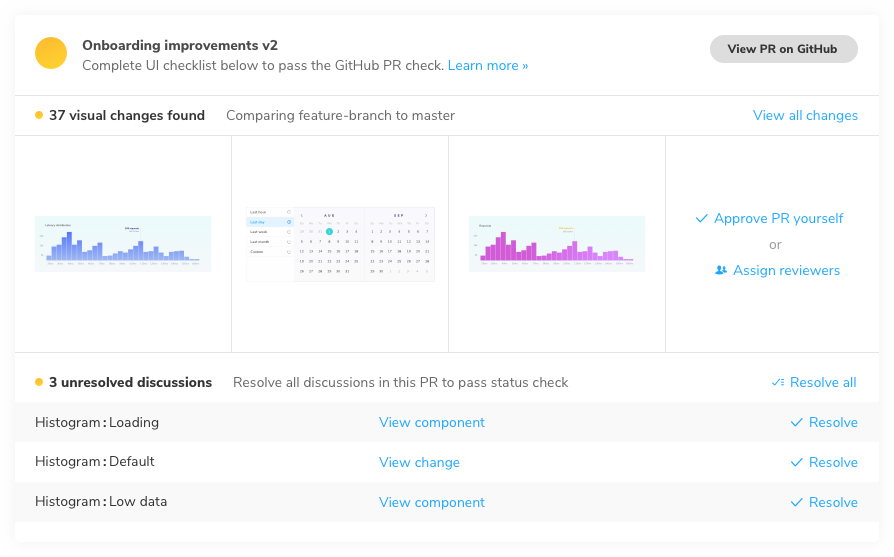 Onboarding improvements v2
Complete UI checklist below to pass the GitHub PR check. Learn more »
View PR on GitHub
37 visual changes found Comparing feature-branch to master View all changes
Last hour
Last day
Last week
Last month
Custom
AUG
SEP
Approve PR yourself
or
Assign reviewers
3 unresolved discussions Resolve all discussions in this PR to pass status check Resolve all
Histogram:Loading View component Resolve
Histogram:Default View change Resolve
Histogram:Low data View component Resolve